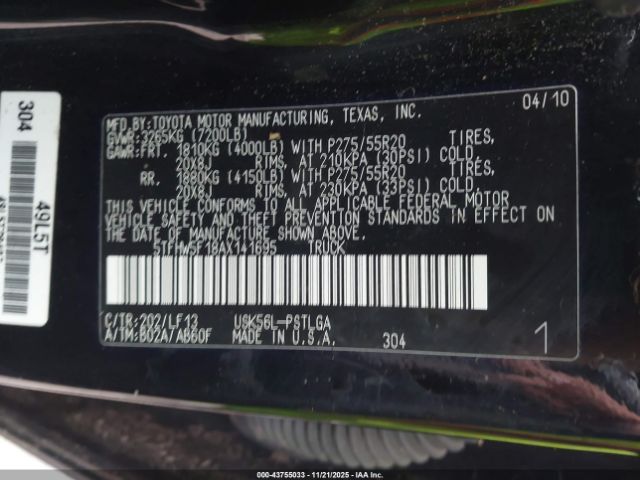 MFD.BY:TOYOTA MOTOR MANUFACTURING, TEXAS, INC. 04/10
GVWR:3265KG (7200LB)
GAWR:FRT. 1810KG (4000LB) WITH P275/55R20 TIRES,
20X8J RIMS, AT 210KPA (30PSI) COLD.
RR. 1880KG (4150LB) WITH P275/55R20 TIRES,
20X8J RIMS, AT 230KPA (33PSI) COLD.
THIS VEHICLE CONFORMS TO ALL APPLICABLE FEDERAL MOTOR
VEHICLE SAFETY AND THEFT PREVENTION STANDARDS IN EFFECT ON
THE DATE OF MANUFACTURE SHOWN ABOVE.
5TFHW5F18AX141695 TRUCK
C/TR:202/LF13 USK56L-PSTLGA
A/TM:B02A/AB60F MADE IN U.S.A. 304
1
304
49L5T
000-43755033 - 11/21/2025 - IAAI.COM